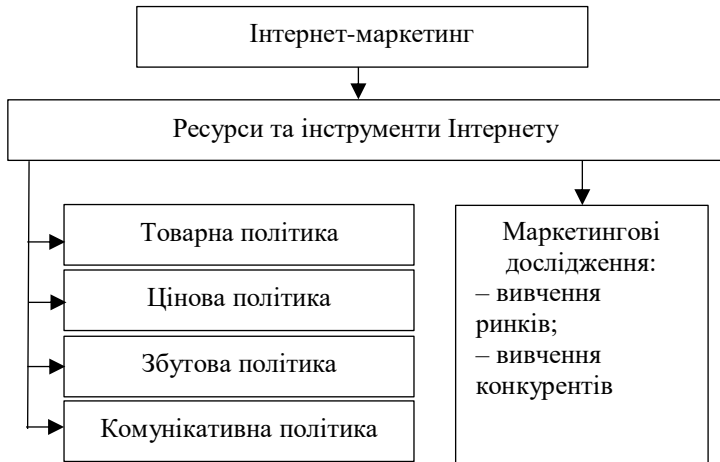 Інтернет-маркетинг
Ресурси та інструменти Інтернету
Товарна політика
Цінова політика
Збутова політика
Комунікативна політика
Маркетингові
дослідження:
– вивчення
ринків;
– вивчення
конкурентів